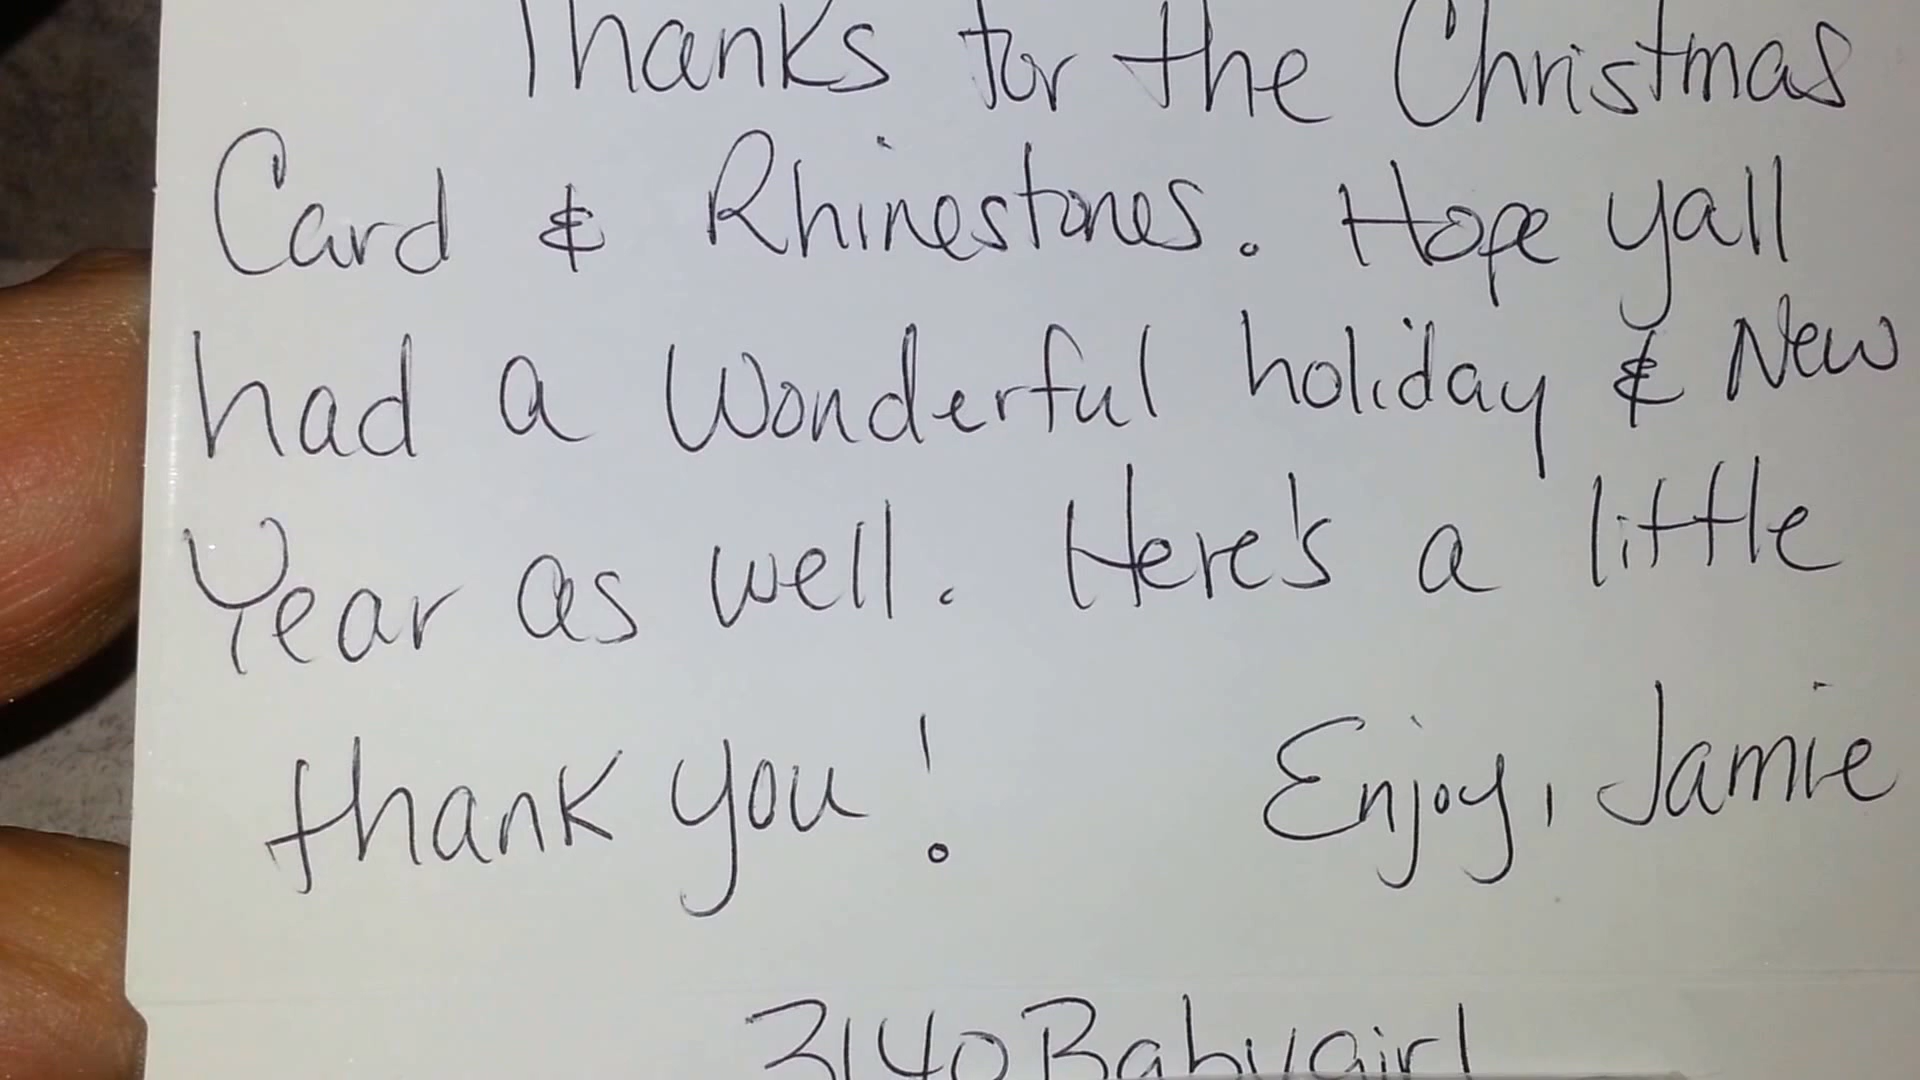 Thanks for the Christmas
Card & Rhinestones. Hope yall
had a Wonderful holiday & New
Year as well. Here's a little
thank you! Enjoy, Jamie
3140Babygirl